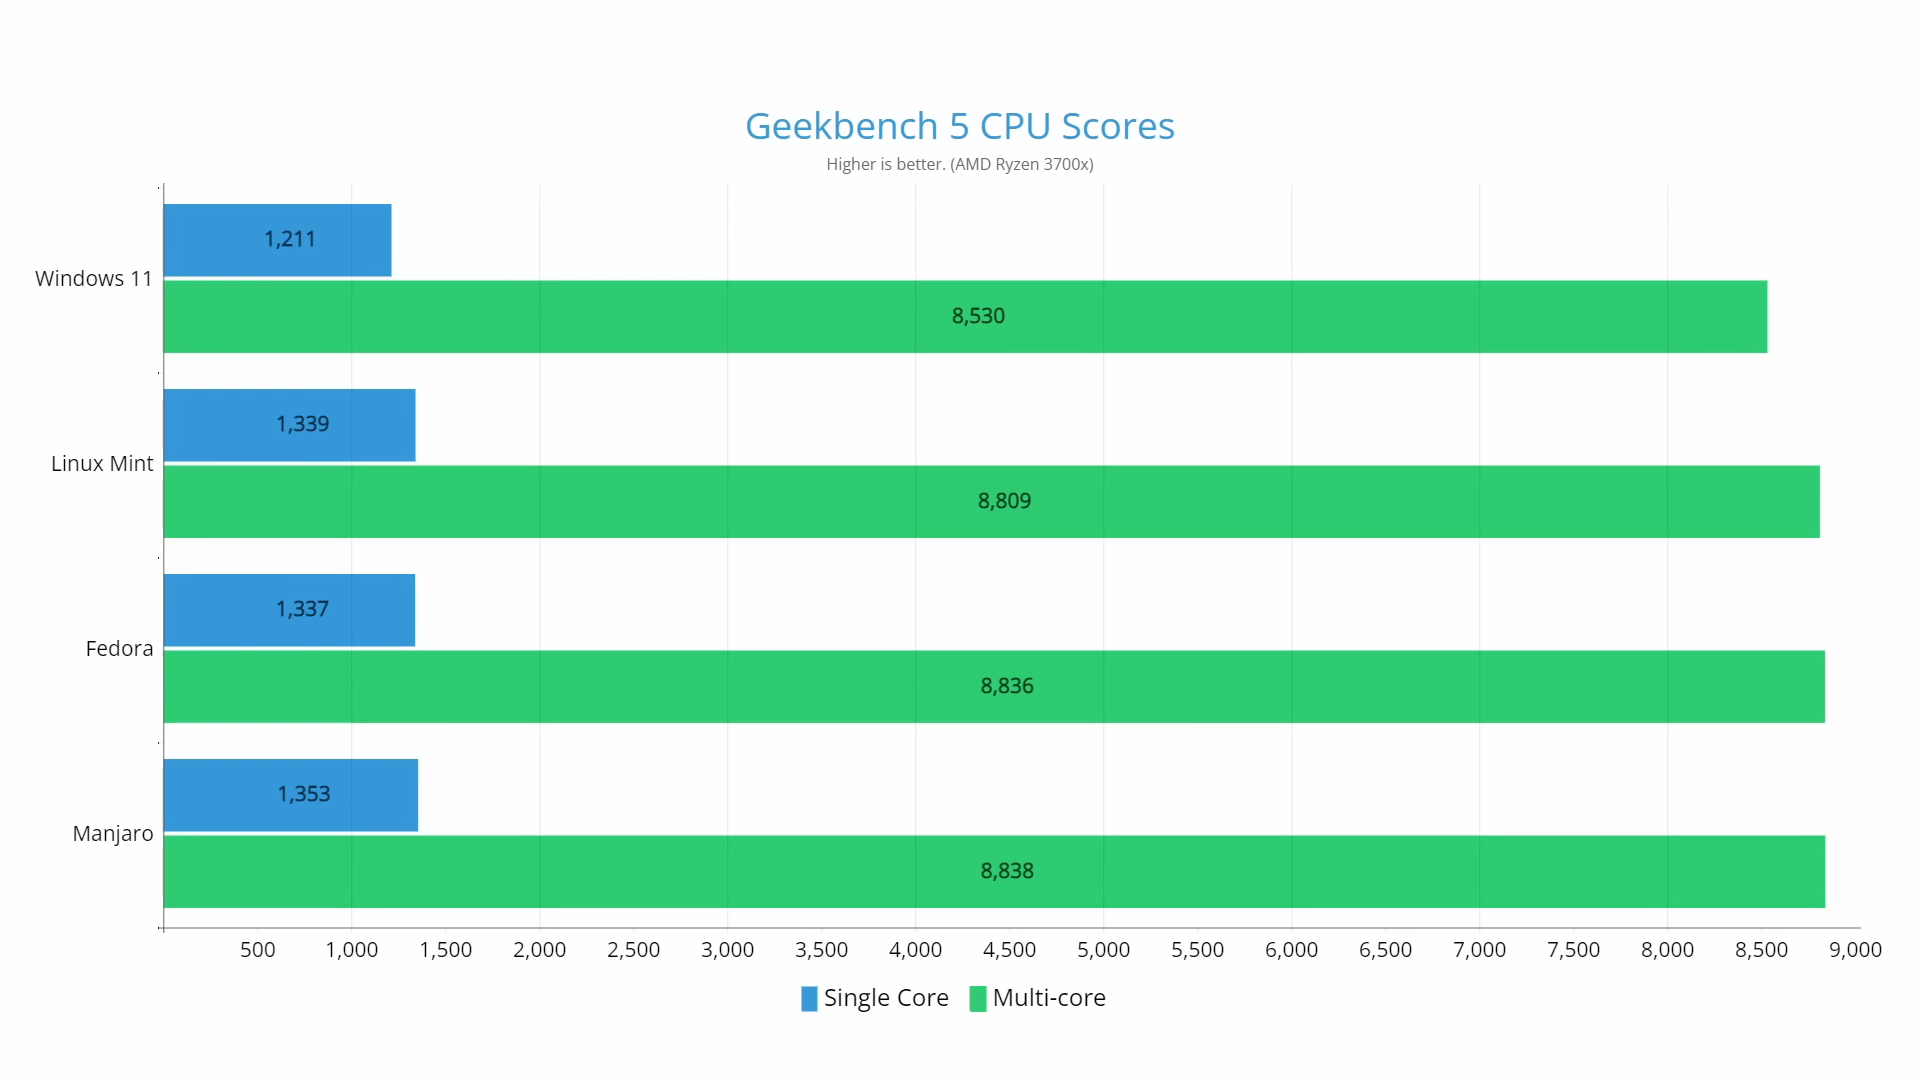 Geekbench 5 CPU Scores
Higher is better. (AMD Ryzen 3700x)
1,211
Windows 11
8,530
1,339
Linux Mint
8,809
1,337
Fedora
8,836
1,353
Manjaro
8,838
500 1,000 1,500 2,000 2,500 3,000 3,500 4,000 4,500 5,000 5,500 6,000 6,500 7,000 7,500 8,000 8,500 9,000
Single Core Multi-core